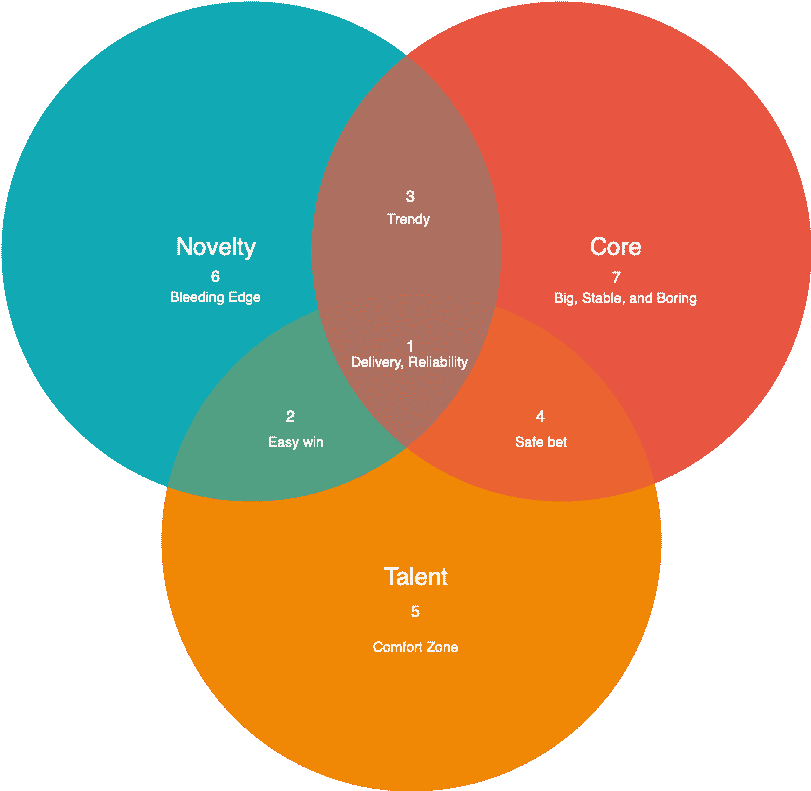 3
Trendy
Novelty
6
Bleeding Edge
Core
7
Big, Stable, and Boring
1
Delivery, Reliability
2
Easy win
4
Safe bet
Talent
5
Comfort Zone